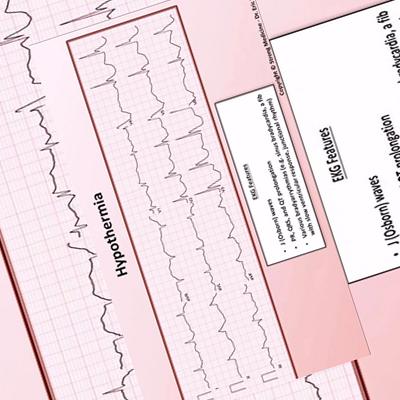 Hypothermia
EKG Features
• J (Osborn) waves
• PR, QRS, and QT prolongation
• Various bradyarrhythmias (e.g. sinus bradycardia, a fib
with slow ventricular response, junctional rhythm)
Copyright © Strong Medicine - Dr. Eric
EKG Features
• J (Osborn) waves
QT prolongation
bradycardia, a fib